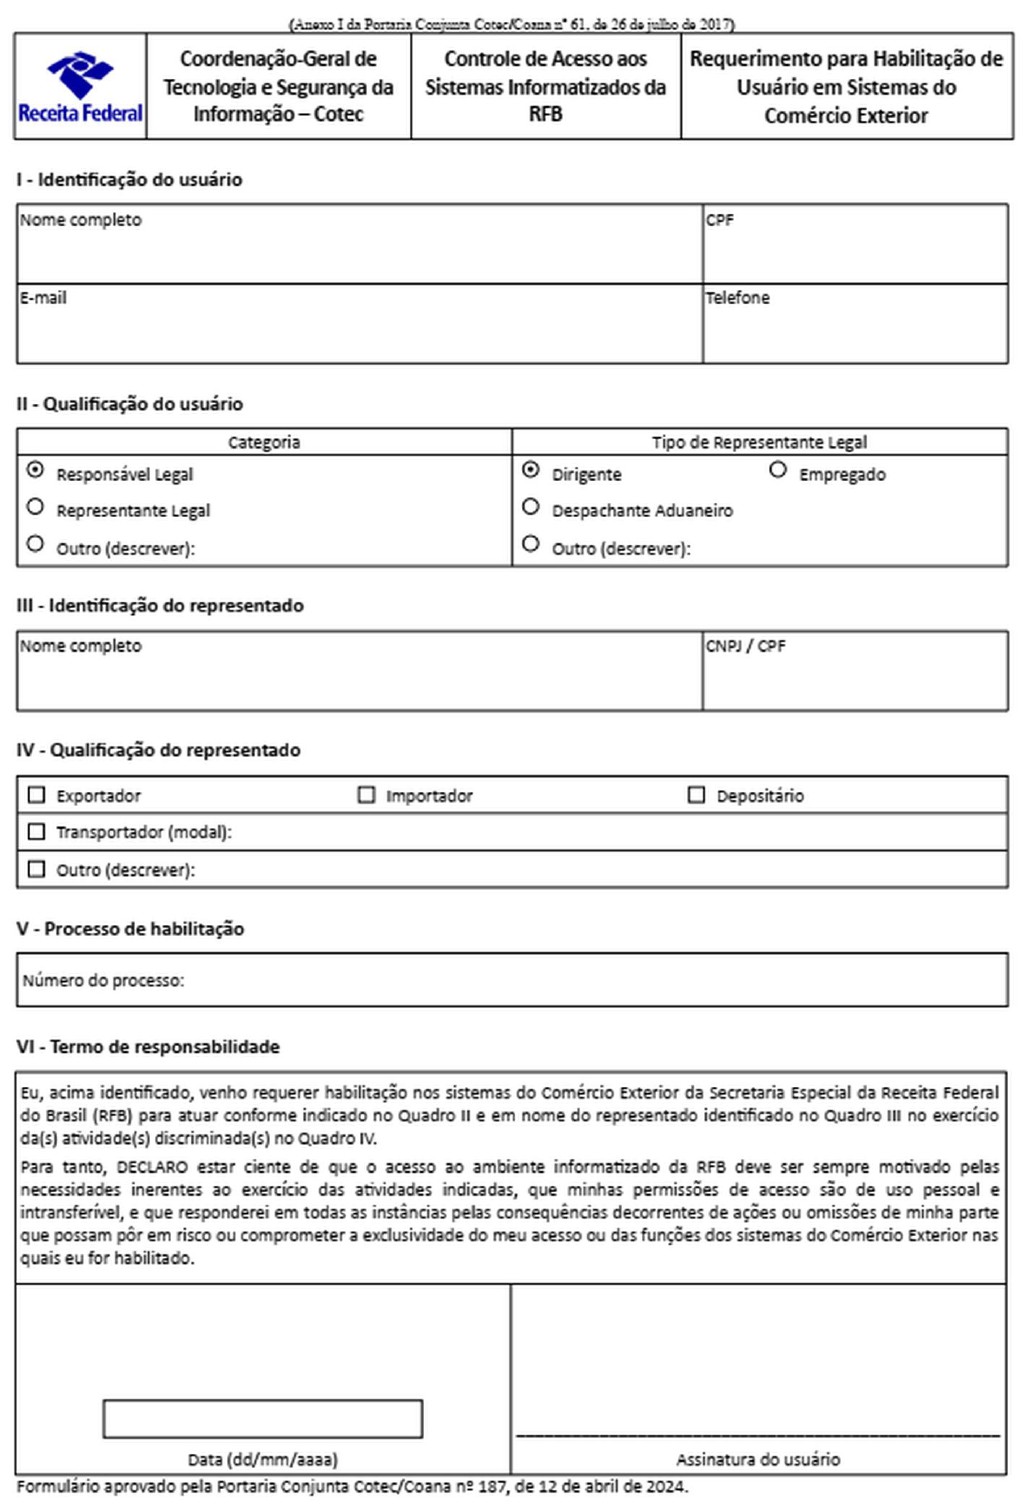 (Anexo I da Portaria Conjunta Cotec/Coana nº 61, de 26 de julho de 2017)
Receita Federal
Coordenação-Geral de
Tecnologia e Segurança da
Informação – Cotec
Controle de Acesso aos
Sistemas Informatizados da
RFB
Requerimento para Habilitação de
Usuário em Sistemas do
Comércio Exterior
I - Identificação do usuário
Nome completo
CPF
E-mail
Telefone
II - Qualificação do usuário
Categoria
Tipo de Representante Legal
Responsável Legal
Dirigente
Empregado
Representante Legal
Despachante Aduaneiro
Outro (descrever):
Outro (descrever):
III - Identificação do representado
Nome completo
CNPJ / CPF
IV - Qualificação do representado
Exportador
Importador
Depositário
Transportador (modal):
Outro (descrever):
V - Processo de habilitação
Número do processo:
VI - Termo de responsabilidade
Eu, acima identificado, venho requerer habilitação nos sistemas do Comércio Exterior da Secretaria Especial da Receita Federal
do Brasil (RFB) para atuar conforme indicado no Quadro II e em nome do representado identificado no Quadro III no exercício
da(s) atividade(s) discriminada(s) no Quadro IV.
Para tanto, DECLARO estar ciente de que o acesso ao ambiente informatizado da RFB deve ser sempre motivado pelas
necessidades inerentes ao exercício das atividades indicadas, que minhas permissões de acesso são de uso pessoal e
intransferível, e que responderei em todas as instâncias pelas consequências decorrentes de ações ou omissões de minha parte
que possam pôr em risco ou comprometer a exclusividade do meu acesso ou das funções dos sistemas do Comércio Exterior nas
quais eu for habilitado.
Data (dd/mm/aaaa)
Assinatura do usuário
Formulário aprovado pela Portaria Conjunta Cotec/Coana nº 187, de 12 de abril de 2024.